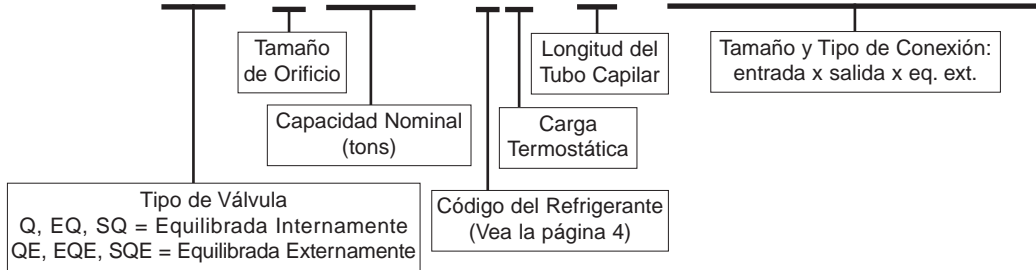 Tamaño
de Orificio
Longitud del
Tubo Capilar
Tamaño y Tipo de Conexión:
entrada x salida x eq. ext.
Capacidad Nominal
(tons)
Carga
Termostática
Tipo de Válvula
Q, EQ, SQ = Equilibrada Internamente
QE, EQE, SQE = Equilibrada Externamente
Código del Refrigerante
(Vea la página 4)